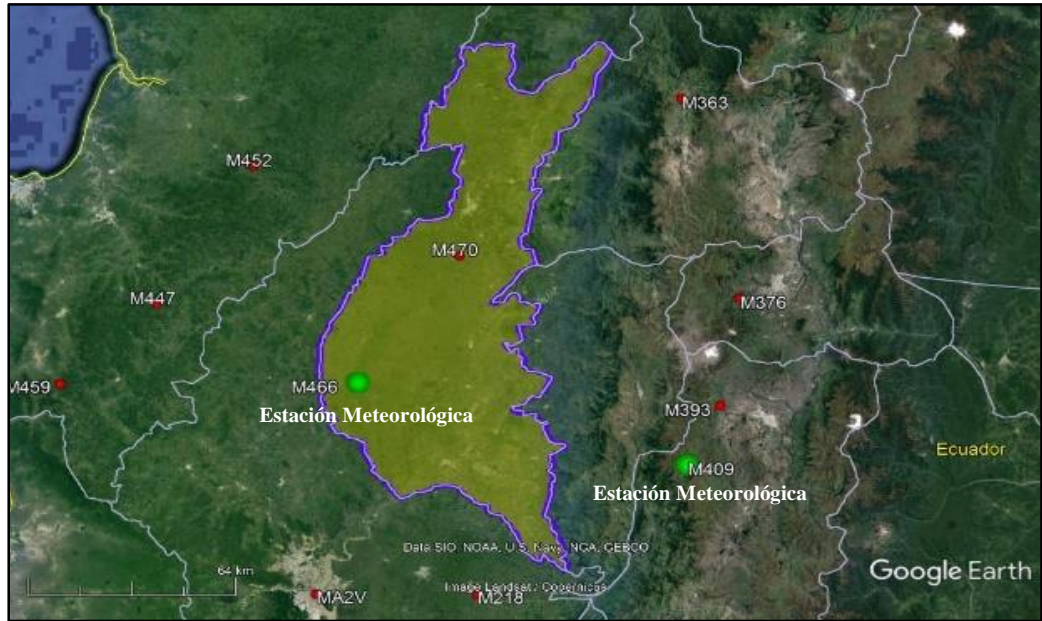 M363
M452
M470
M447
M376
M459
M466
Estación Meteorológica
M393
Ecuador
M409
Estación Meteorológica
Data SIO, NOAA, U.S. Navy, NGA, GEBCO
64 km
Google Earth
Image Landsat / Copernicus
MA2V
M218